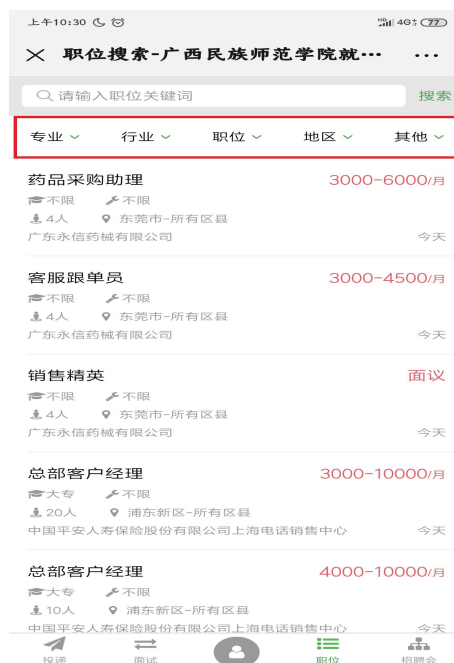 上午10:30
HD 4G 77
职位搜索-广西民族师范学院就… ...
请输入职位关键词 搜索
专业 行业 职位 地区 其他
药品采购助理 3000-6000/月
不限 不限
4人 东莞市-所有区县
广东永信药械有限公司 今天
客服跟单员 3000-4500/月
不限 不限
4人 东莞市-所有区县
广东永信药械有限公司 今天
销售精英 面议
不限 不限
4人 东莞市-所有区县
广东永信药械有限公司 今天
总部客户经理 3000-10000/月
大专 不限
20人 浦东新区-所有区县
中国平安人寿保险股份有限公司上海电话销售中心 今天
总部客户经理 4000-10000/月
大专 不限
10人 浦东新区-所有区县
中国平安人寿保险股份有限公司上海电话销售中心 今天
投递 面试 职位 招聘会